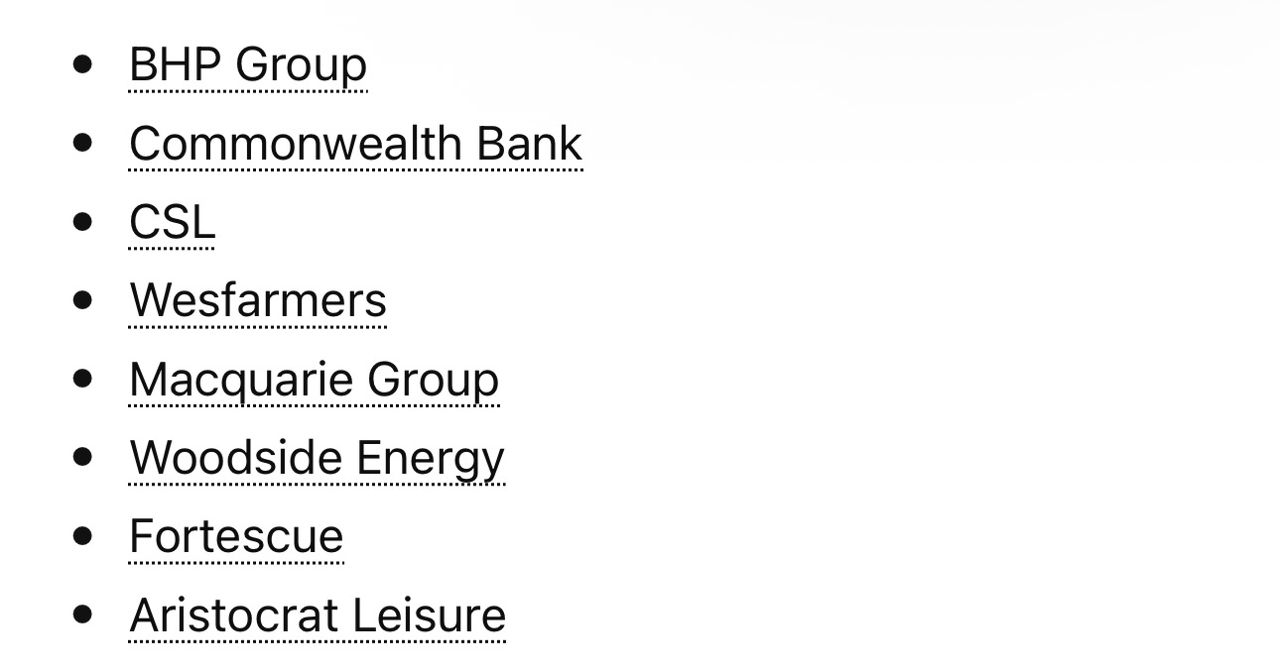 • BHP Group
• Commonwealth Bank
• CSL
• Wesfarmers
• Macquarie Group
• Woodside Energy
• Fortescue
• Aristocrat Leisure